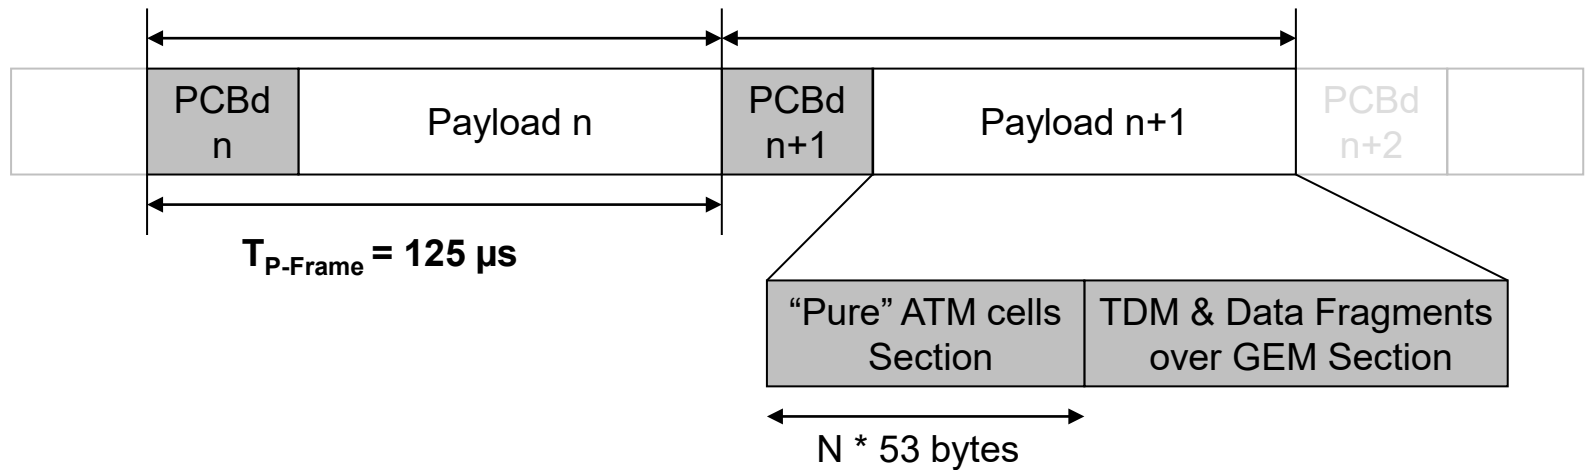 PCBd
n
Payload n
PCBd
n+1
Payload n+1
PCBd
n+2
T_P-Frame = 125 µs
“Pure” ATM cells
Section
TDM & Data Fragments
over GEM Section
N * 53 bytes